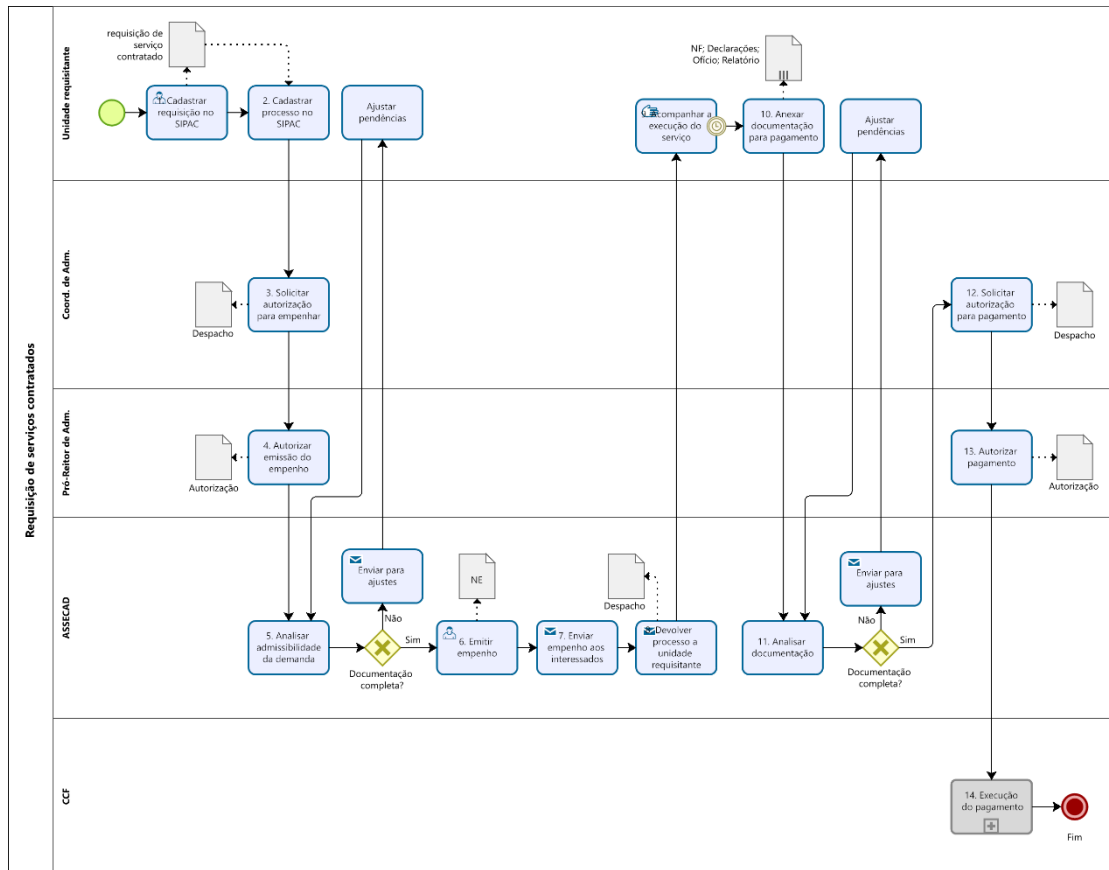 Requisição de serviços contratados
Unidade requisitante
requisição de
serviço
contratado
Cadastrar
requisição no
SIPAC
2. Cadastrar
processo no
SIPAC
Ajustar
pendências
NF; Declarações;
Ofício; Relatório
companhar a
execução do
serviço
10. Anexar
documentação
para pagamento
Ajustar
pendências
Coord. de Adm.
3. Solicitar
autorização
para empenhar
Despacho
12. Solicitar
autorização
para pagamento
Despacho
Pró-Reitor de Adm.
4. Autorizar
emissão do
empenho
Autorização
13. Autorizar
pagamento
Autorização
ASSECAD
Enviar para
ajustes
NE
Despacho
Enviar para
ajustes
Não
Não
5. Analisar
admissibilidade
da demanda
Sim
Documentação
completa?
6. Emitir
empenho
7. Enviar
empenho aos
interessados
Devolver
processo a
unidade
requisitante
11. Analisar
documentação
Sim
Documentação
completa?
CCF
14. Execução
do pagamento
Fim